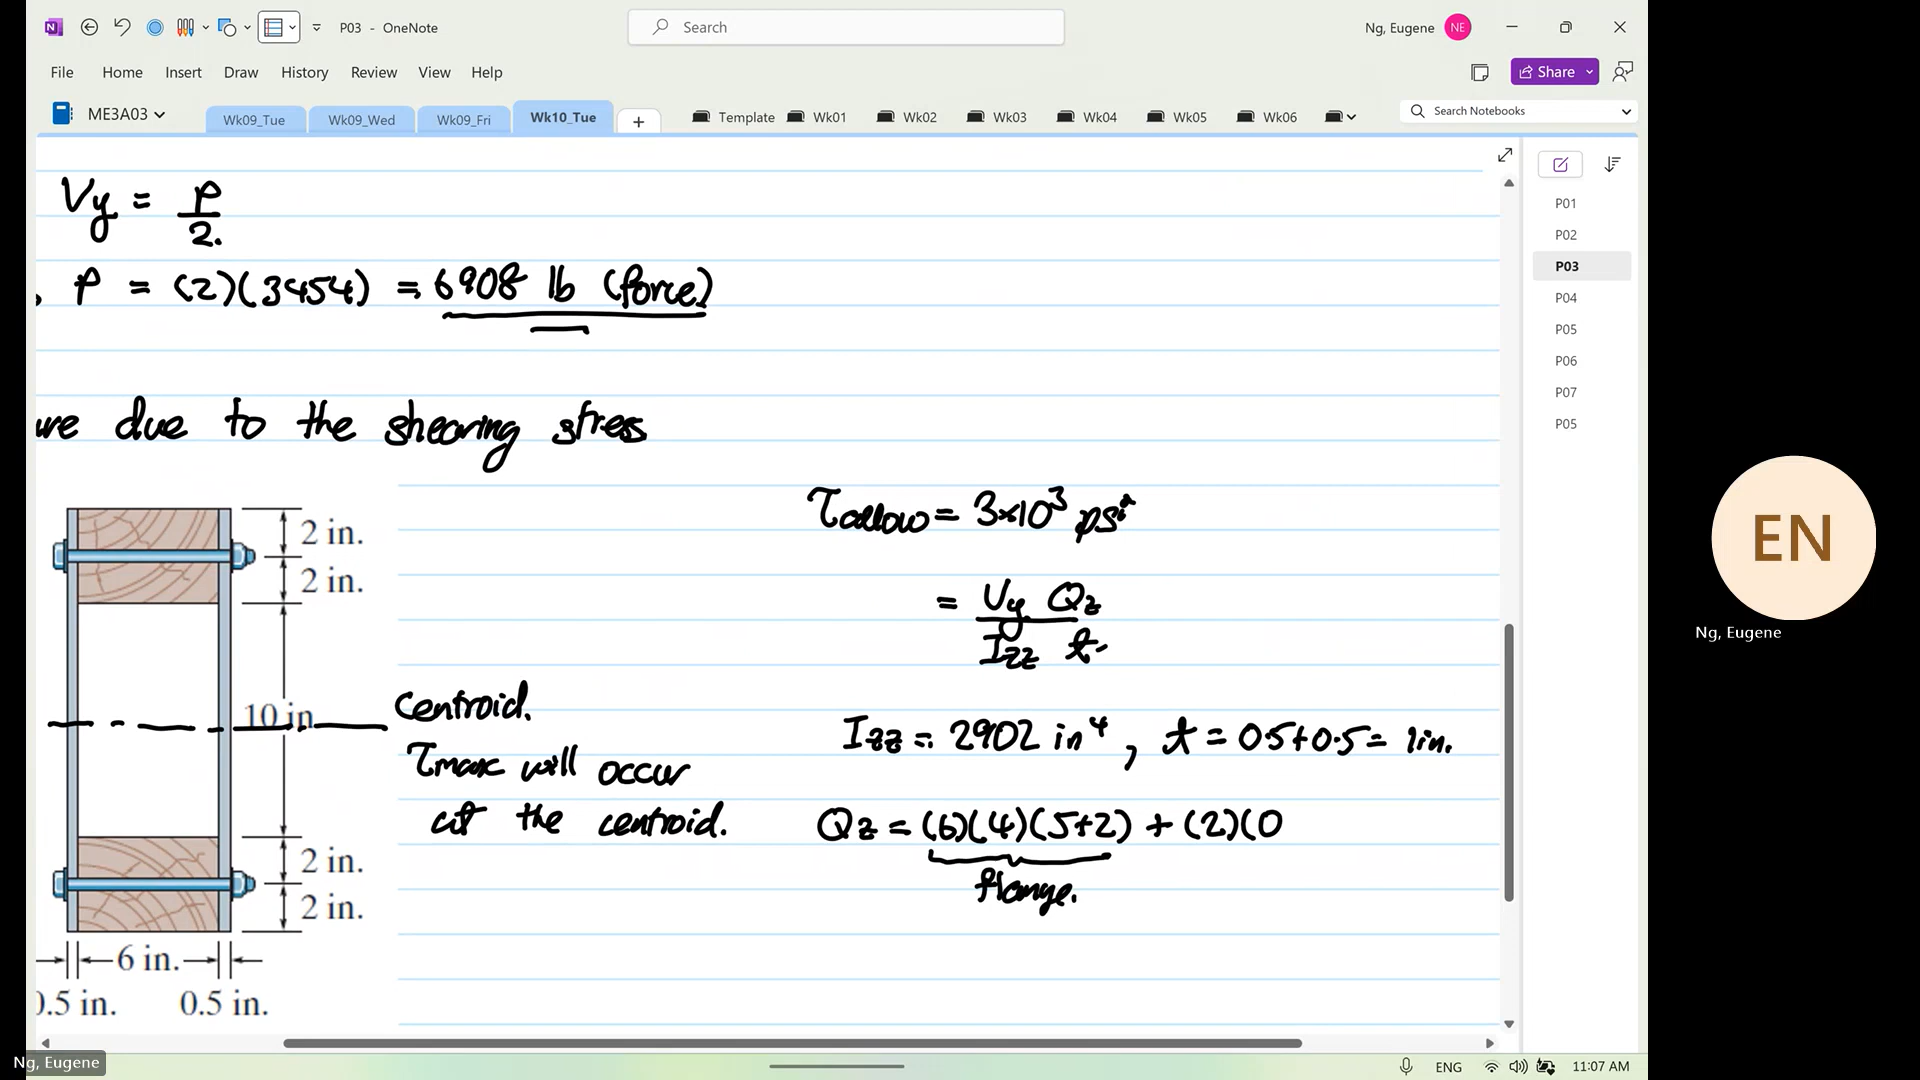 P03 - OneNote
Search
Ng, Eugene
NE
File Home Insert Draw History Review View Help
Share
ME3A03
Wk09_Tue
Wk09_Wed
Wk09_Fri
Wk10_Tue
+
Template
Wk01
Wk02
Wk03
Wk04
Wk05
Wk06
Search Notebooks
P01
P02
P03
P04
P05
P06
P07
P05
Vy = P/2.
P = (2)(3454) = 6908 lb (force)
due to the shearing stress
2 in.
2 in.
10 in.
2 in.
2 in.
6 in.
0.5 in. 0.5 in.
Centroid.
τmax will occur
at the centroid.
τallow = 3×10³ psi
= Vy Qz / Izz t
Izz = 2902 in⁴, t = 0.5+0.5 = 1in.
Qz = (6)(4)(5+2) + (2)(0
flange.
EN
Ng, Eugene
Ng, Eugene
ENG
11:07 AM